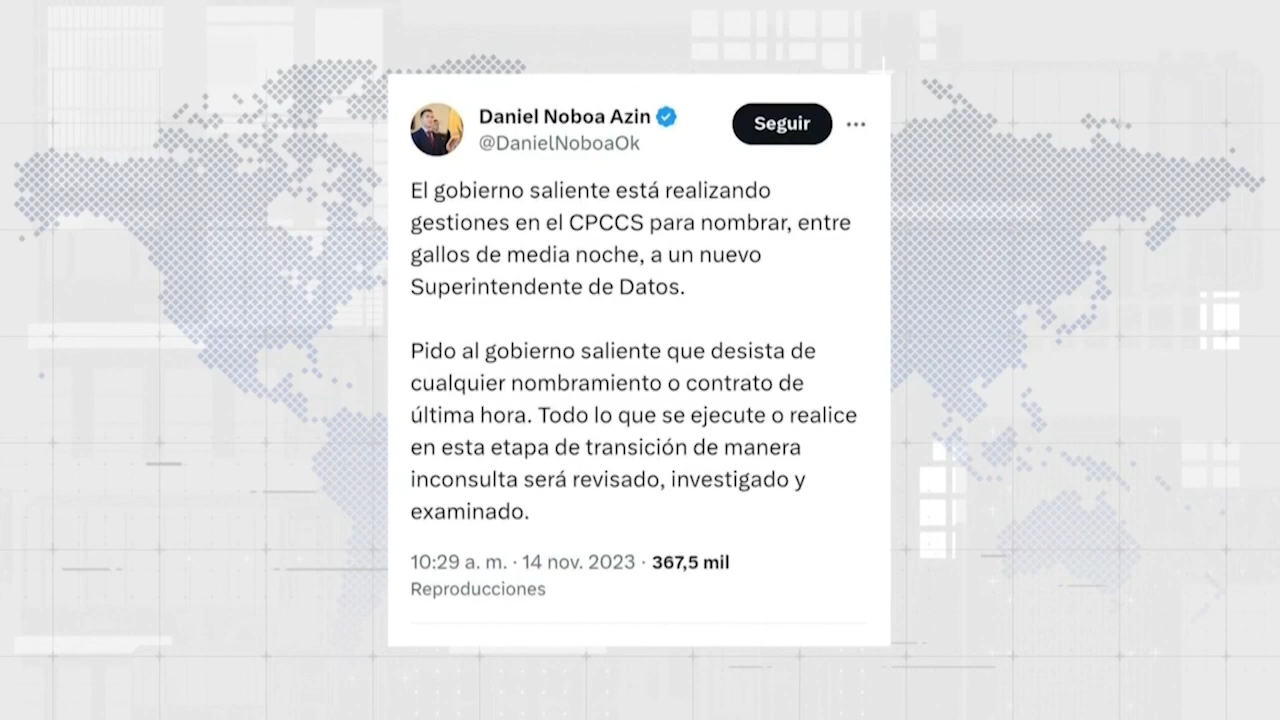 Daniel Noboa Azin
@DanielNoboaOk
Seguir
El gobierno saliente está realizando
gestiones en el CPCCS para nombrar, entre
gallos de media noche, a un nuevo
Superintendente de Datos.
Pido al gobierno saliente que desista de
cualquier nombramiento o contrato de
última hora. Todo lo que se ejecute o realice
en esta etapa de transición de manera
inconsulta será revisado, investigado y
examinado.
10:29 a. m. · 14 nov. 2023 · 367,5 mil
Reproducciones